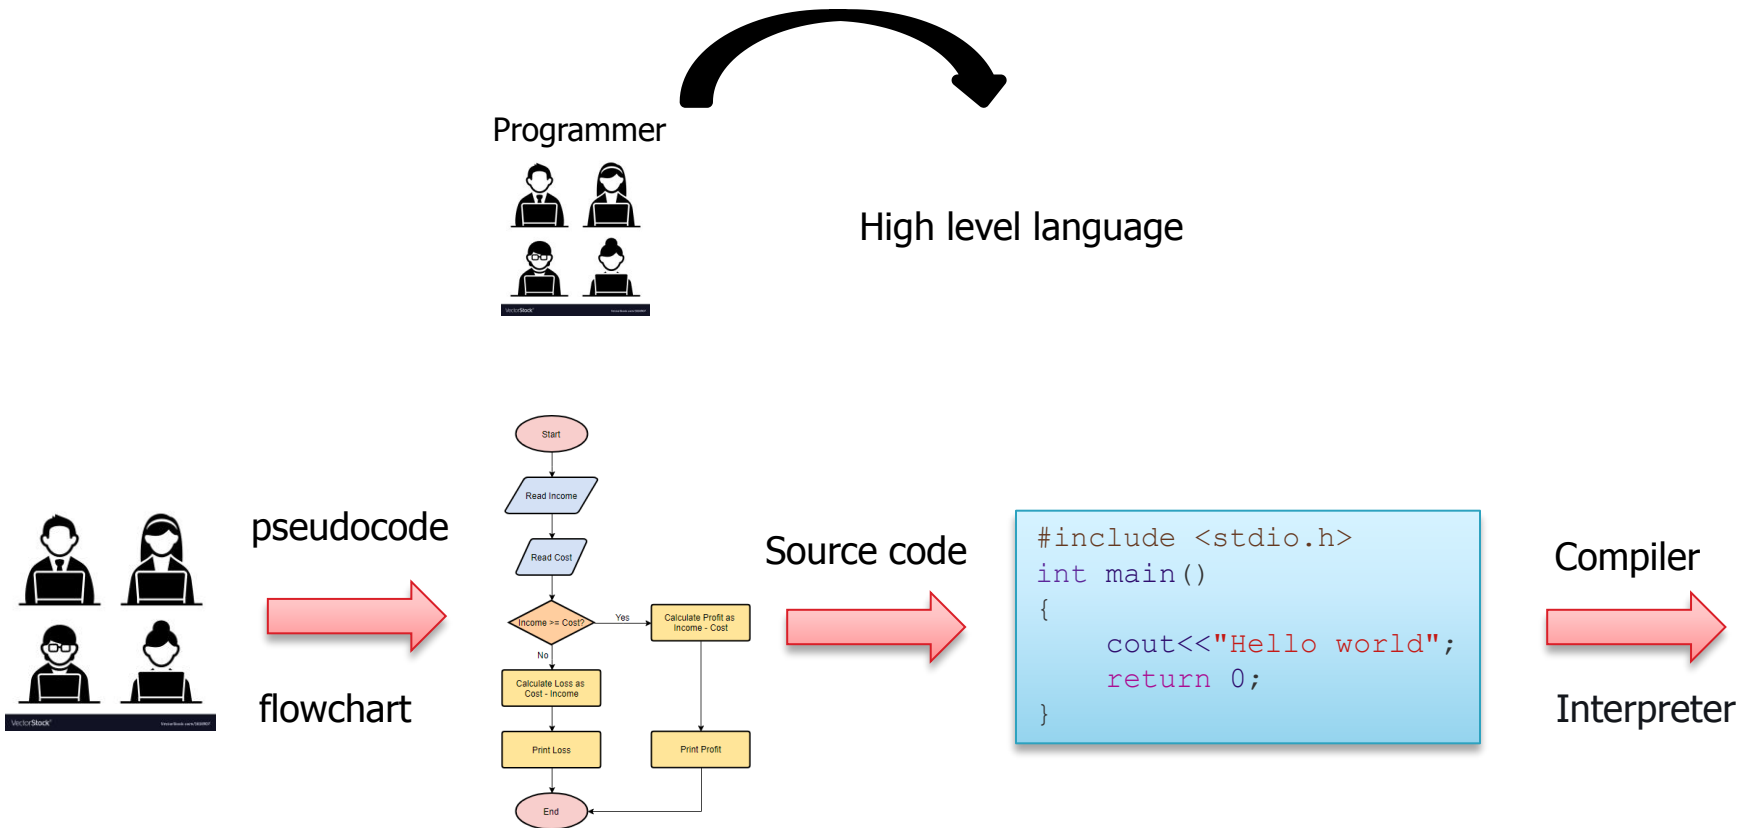 Programmer
VectorStock
High level language
pseudocode
flowchart
VectorStock
Start
Read Income
Read Cost
Income >= Cost?
Yes
No
Calculate Profit as
Income - Cost
Calculate Loss as
Cost - Income
Print Loss
Print Profit
End
Source code
#include <stdio.h>
int main()
{
cout<<"Hello world";
return 0;
}
Compiler
Interpreter